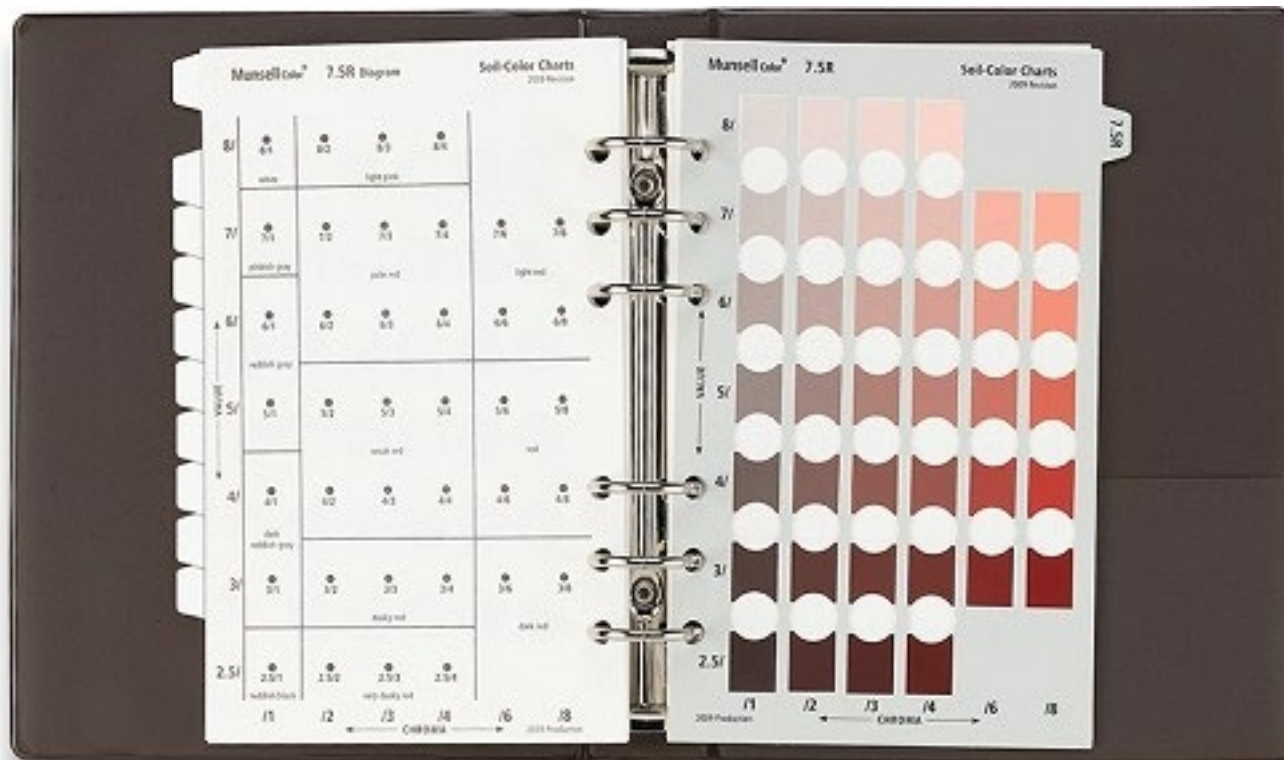 Munsell Color® 7.5R Diagram
Soil-Color Charts
2009 Revision
8/ 8/1 8/2 8/3 8/4
white light pink
7/ 7/1 7/2 7/3 7/4 7/6 7/8
pinkish gray pale red light red
6/ 6/1 6/2 6/3 6/4 6/6 6/8
reddish gray
VALUE
5/ 5/1 5/2 5/3 5/4 5/6 5/8
weak red red
4/ 4/1 4/2 4/3 4/4 4/6 4/8
dark
reddish gray
3/ 3/1 3/2 3/3 3/4 3/6 3/8
dusky red dark red
2.5/ 2.5/1 2.5/2 2.5/3 2.5/4
reddish black very dusky red
/1 /2 /3 /4 /6 /8
CHROMA
2009 Production
Munsell Color® 7.5R
Soil-Color Charts
2009 Revision
8/
7/
6/
VALUE
5/
4/
3/
2.5/
/1 /2 /3 /4 /6 /8
2009 Production CHROMA
7.5R